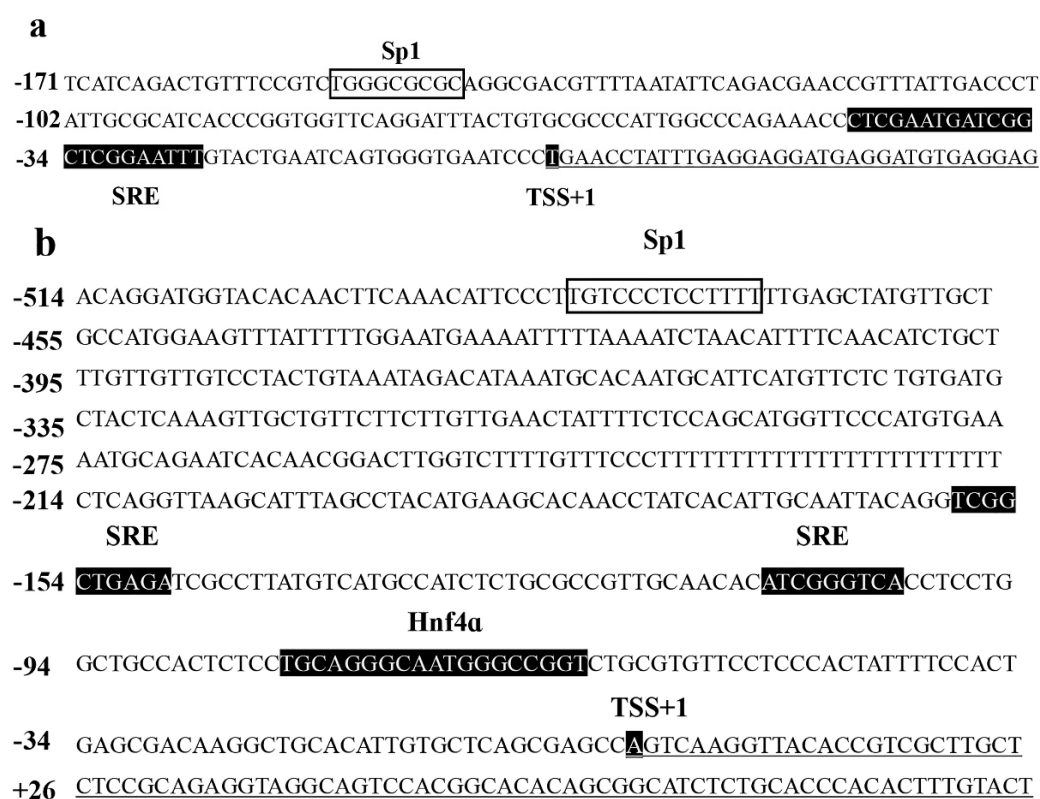 a
Sp1
-171 TCATCAGACTGTTTCCGTCTGGGCGCGCAGGCGACGTTTTAATATTCAGACGAACCGTTTATTGACCCT
-102 ATTGCGCATCACCCGGTGGTTCAGGATTTACTGTGCGCCCATTGGCCCAGAAACCCTCGAATGATCGG
-34 CTCGGAATTTGTACTGAATCAGTGGGTGAATCCCTGAACCTATTTGAGGAGGATGAGGATGTGAGGAG
SRE TSS+1
b
Sp1
-514 ACAGGATGGTACACAACTTCAAACATTCCCTTGTCCCTCCTTTTTTGAGCTATGTTGCT
-455 GCCATGGAAGTTTATTTTTGGAATGAAAATTTTTAAAATCTAACATTTTCAACATCTGCT
-395 TTGTTGTTGTCCTACTGTAAATAGACATAAATGCACAATGCATTCATGTTCTC TGTGATG
-335 CTACTCAAAGTTGCTGTTCTTCTTGTTGAACTATTTTCTCCAGCATGGTTCCCATGTGAA
-275 AATGCAGAATCACAACGGACTTGGTCTTTTGTTTCCCTTTTTTTTTTTTTTTTTTTTTTT
-214 CTCAGGTTAAGCATTTAGCCTACATGAAGCACAACCTATCACATTGCAATTACAGGTCGG
SRE SRE
-154 CTGAGATCGCCTTATGTCATGCCATCTCTGCGCCGTTGCAACACATCGGGTCACCTCCTG
Hnf4α
-94 GCTGCCACTCTCCTGCAGGGCAATGGGCCGGTCTGCGTGTTCCTCCCACTATTTTCCACT
TSS+1
-34 GAGCGACAAGGCTGCACATTGTGCTCAGCGAGCCAGTCAAGGTTACACCGTCGCTTGCT
+26 CTCCGCAGAGGTAGGCAGTCCACGGCACACAGCGGCATCTCTGCACCCACACTTTGTACT